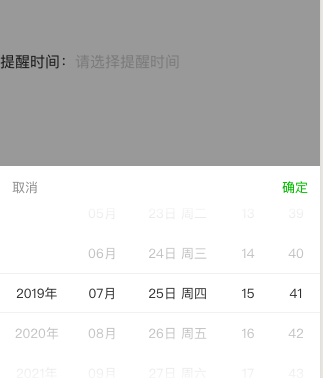 提醒时间：请选择提醒时间
取消 确定
05月 23日 周二 13 39
06月 24日 周三 14 40
2019年 07月 25日 周四 15 41
2020年 08月 26日 周五 16 42
2021年 09月 27日 周六 17 43